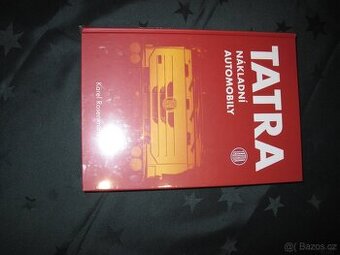 TATRA
NÁKLADNÍ
AUTOMOBILY
Karel
@Bazos.cz